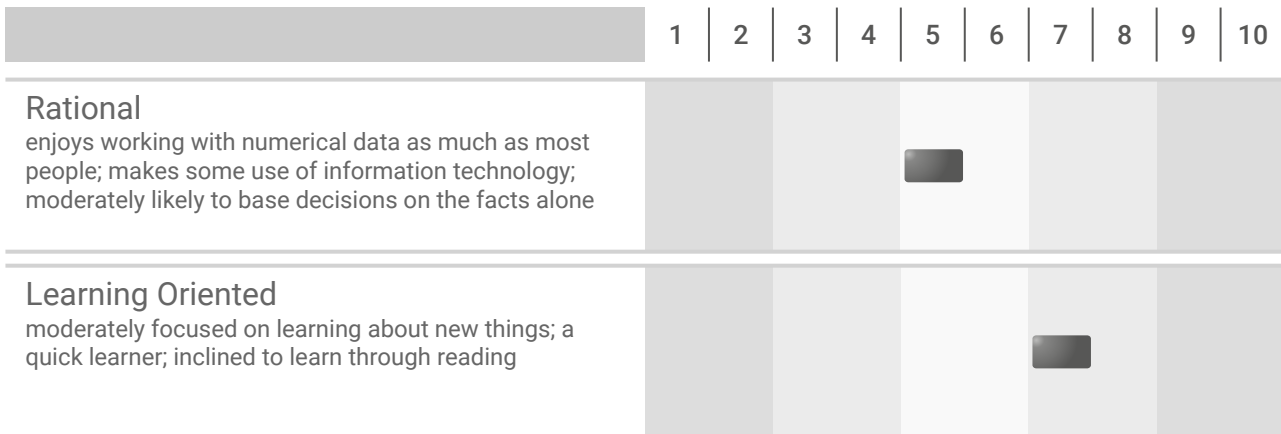 1 2 3 4 5 6 7 8 9 10
Rational
enjoys working with numerical data as much as most
people; makes some use of information technology;
moderately likely to base decisions on the facts alone
Learning Oriented
moderately focused on learning about new things; a
quick learner; inclined to learn through reading